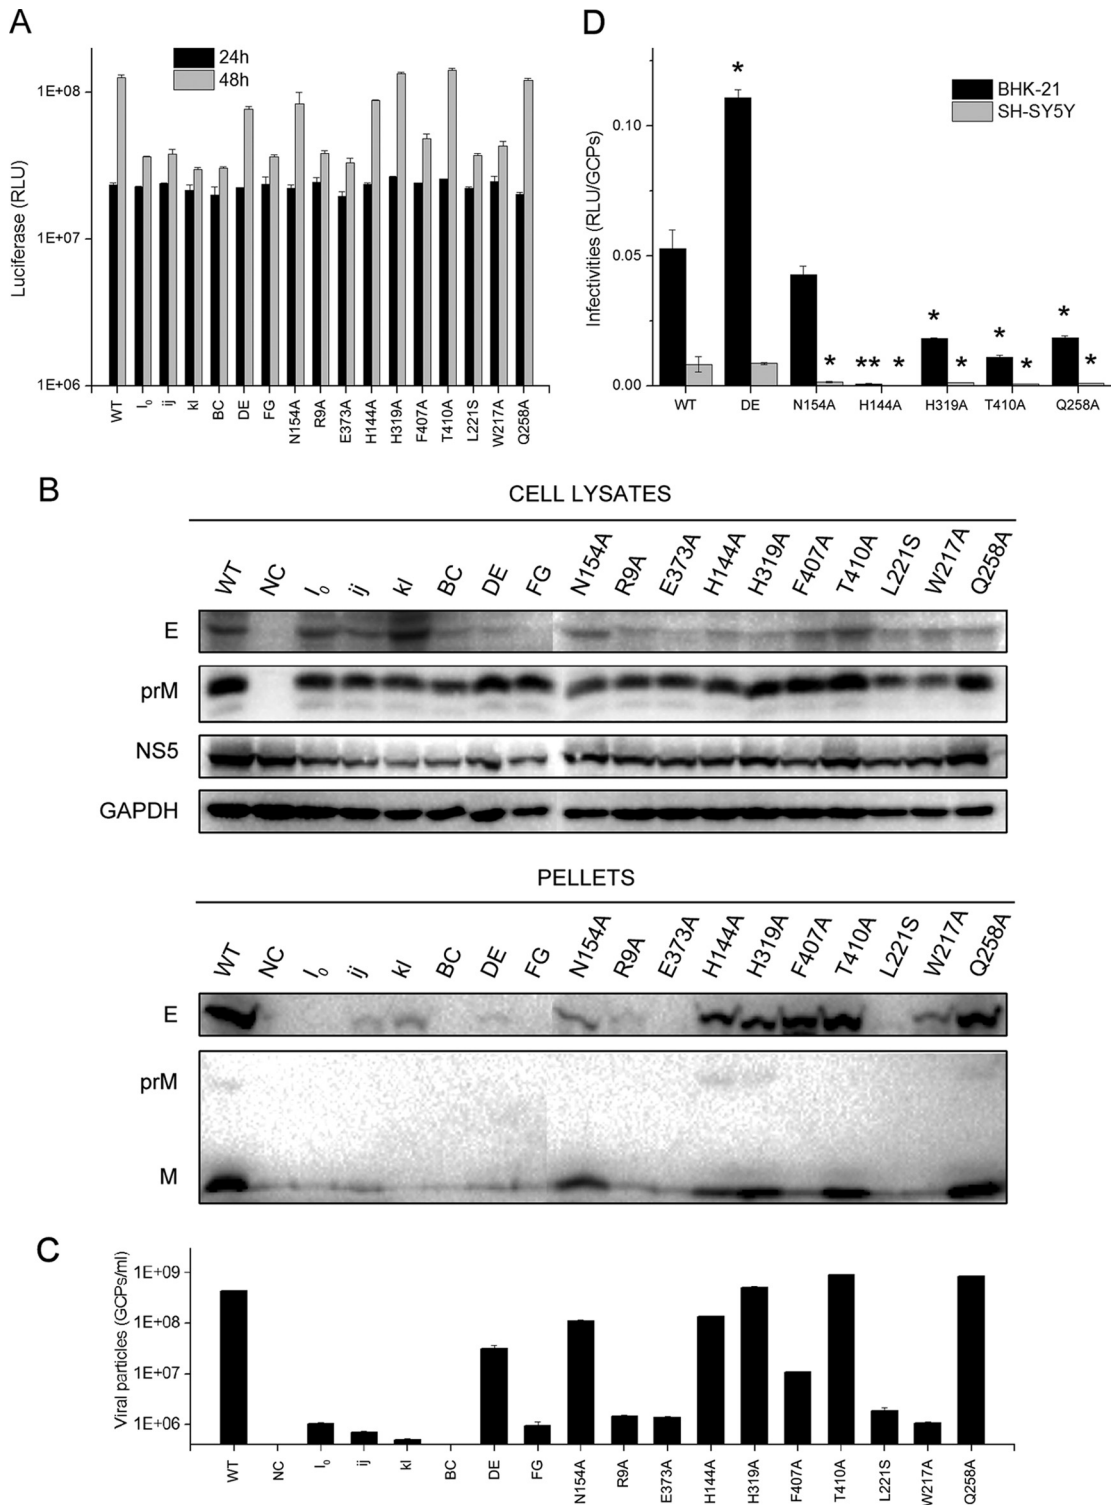 A
24h
48h
Luciferase (RLU)
1E+08
1E+07
1E+06
WT I₀ ij kl BC DE FG N154A R9A E373A H144A H319A F407A T410A L221S W217A Q258A
D
BHK-21
SH-SY5Y
Infectivities (RLU/GCPs)
0.10
0.05
0.00
* * ** * * * * * * *
WT DE N154A H144A H319A T410A Q258A
B
CELL LYSATES
WT NC I₀ ij kl BC DE FG N154A R9A E373A H144A H319A F407A T410A L221S W217A Q258A
E
prM
NS5
GAPDH
PELLETS
WT NC I₀ ij kl BC DE FG N154A R9A E373A H144A H319A F407A T410A L221S W217A Q258A
E
prM
M
C
Viral particles (GCPs/ml)
1E+09
1E+08
1E+07
1E+06
WT NC I₀ ij kl BC DE FG N154A R9A E373A H144A H319A F407A T410A L221S W217A Q258A